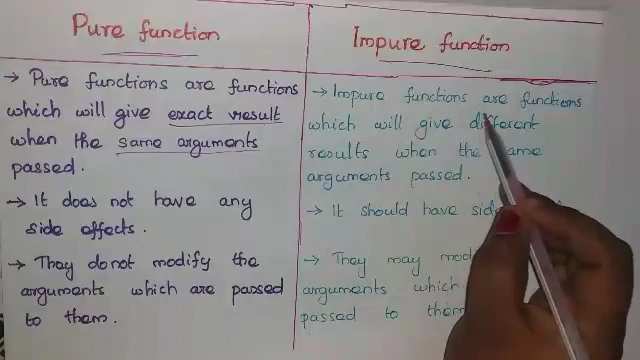 Pure function
→ Pure functions are functions
which will give exact result
when the same arguments
passed.
→ It does not have any
side effects.
→ They do not modify the
arguments which are passed
to them.
Impure function
→ Impure functions are functions
which will give different
results when the
arguments passed.
→ It should have
→ They may
arguments which
passed to